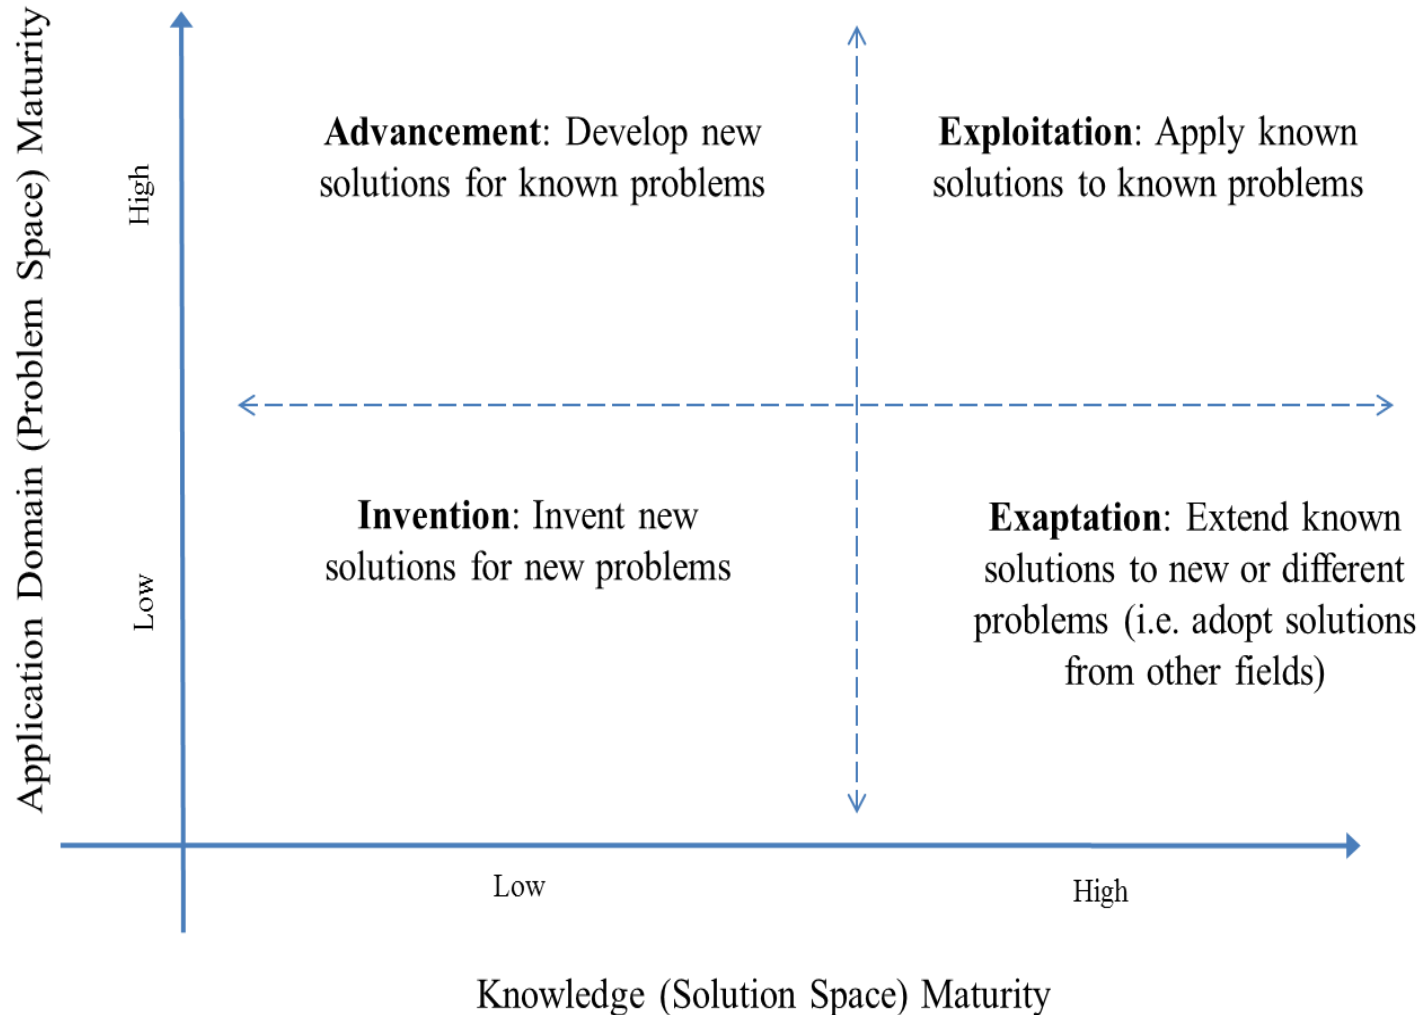 Application Domain (Problem Space) Maturity
High
Low
Advancement: Develop new
solutions for known problems
Exploitation: Apply known
solutions to known problems
Invention: Invent new
solutions for new problems
Exaptation: Extend known
solutions to new or different
problems (i.e. adopt solutions
from other fields)
Low
High
Knowledge (Solution Space) Maturity